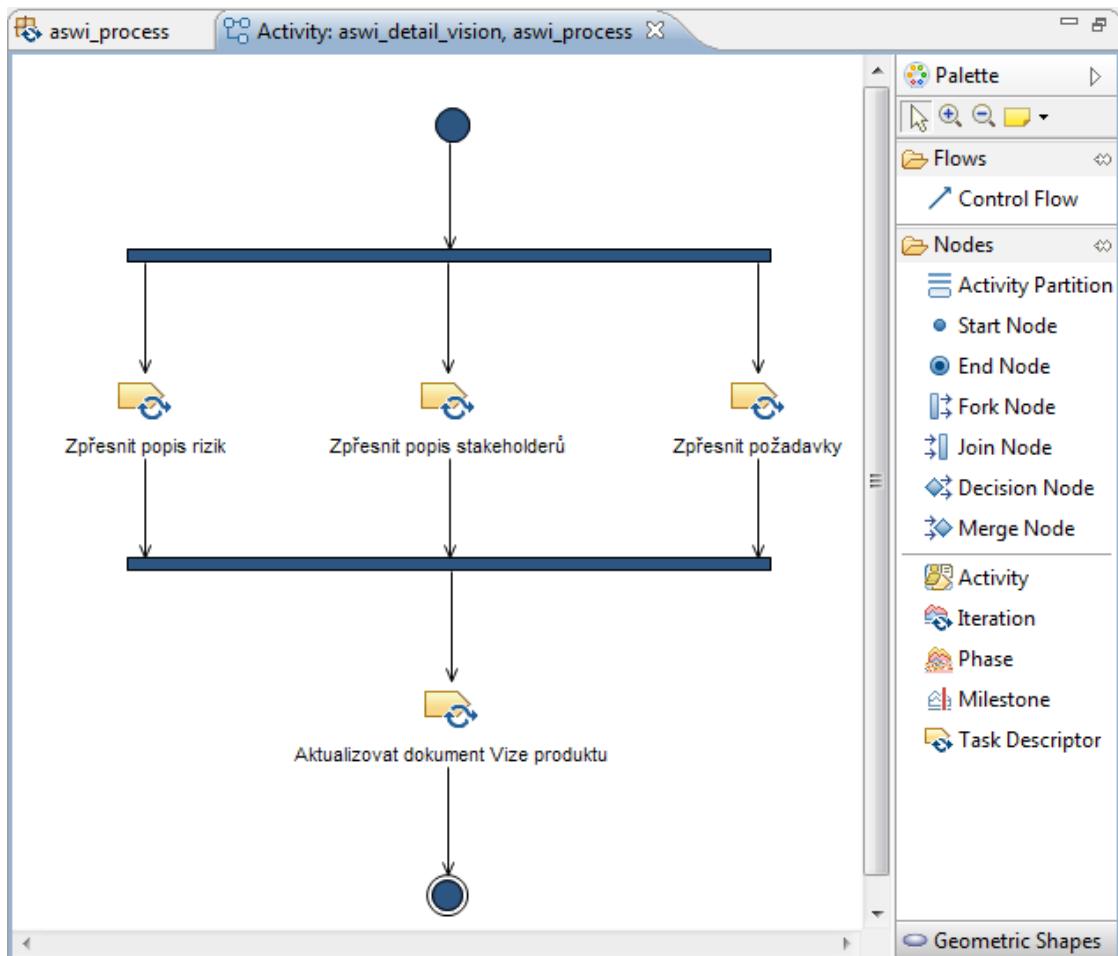 aswi_process
Activity: aswi_detail_vision, aswi_process
Palette
Flows
Control Flow
Nodes
Activity Partition
Start Node
End Node
Fork Node
Join Node
Decision Node
Merge Node
Activity
Iteration
Phase
Milestone
Task Descriptor
Geometric Shapes
Zpřesnit popis rizik
Zpřesnit popis stakeholderů
Zpřesnit požadavky
Aktualizovat dokument Vize produktu